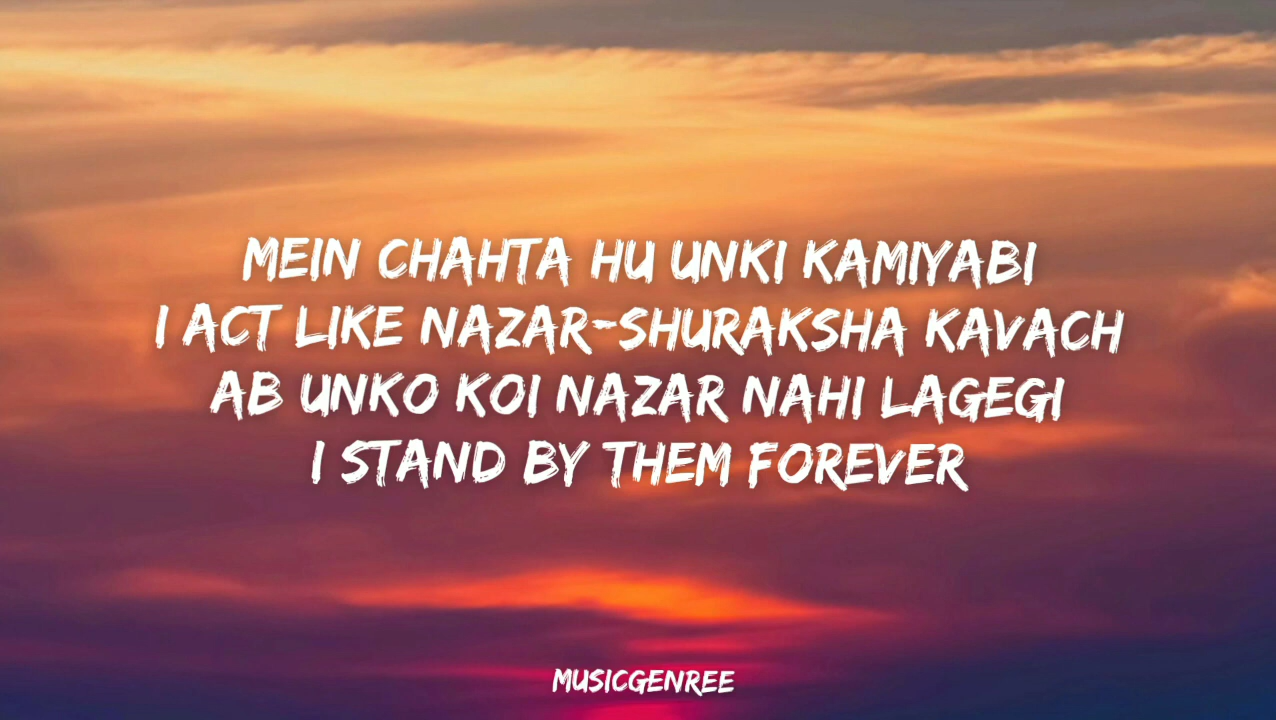 MEIN CHAHTA HU UNKI KAMIYABI
I ACT LIKE NAZAR-SHURAKSHA KAVACH
AB UNKO KOI NAZAR NAHI LAGEGI
I STAND BY THEM FOREVER
MUSICGENREE